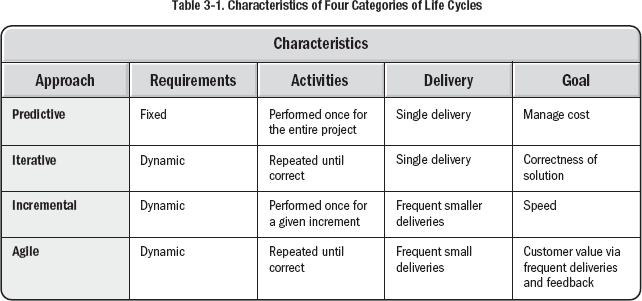 Table 3-1. Characteristics of Four Categories of Life Cycles
Characteristics
Approach Requirements Activities Delivery Goal
Predictive Fixed Performed once for the entire project Single delivery Manage cost
Iterative Dynamic Repeated until correct Single delivery Correctness of solution
Incremental Dynamic Performed once for a given increment Frequent smaller deliveries Speed
Agile Dynamic Repeated until correct Frequent small deliveries Customer value via frequent deliveries and feedback